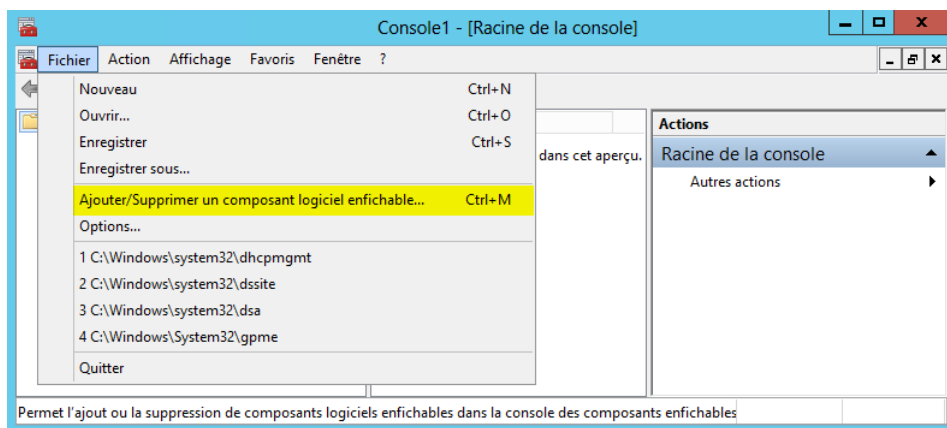 Console1 - [Racine de la console]
Fichier Action Affichage Favoris Fenêtre ?
Nouveau Ctrl+N
Ouvrir... Ctrl+O
Enregistrer Ctrl+S
Enregistrer sous...
Ajouter/Supprimer un composant logiciel enfichable... Ctrl+M
Options...
1 C:\Windows\system32\dhcpmgmt
2 C:\Windows\system32\dssite
3 C:\Windows\system32\dsa
4 C:\Windows\System32\gpme
Quitter
dans cet aperçu.
Actions
Racine de la console
Autres actions
Permet l'ajout ou la suppression de composants logiciels enfichables dans la console des composants enfichables